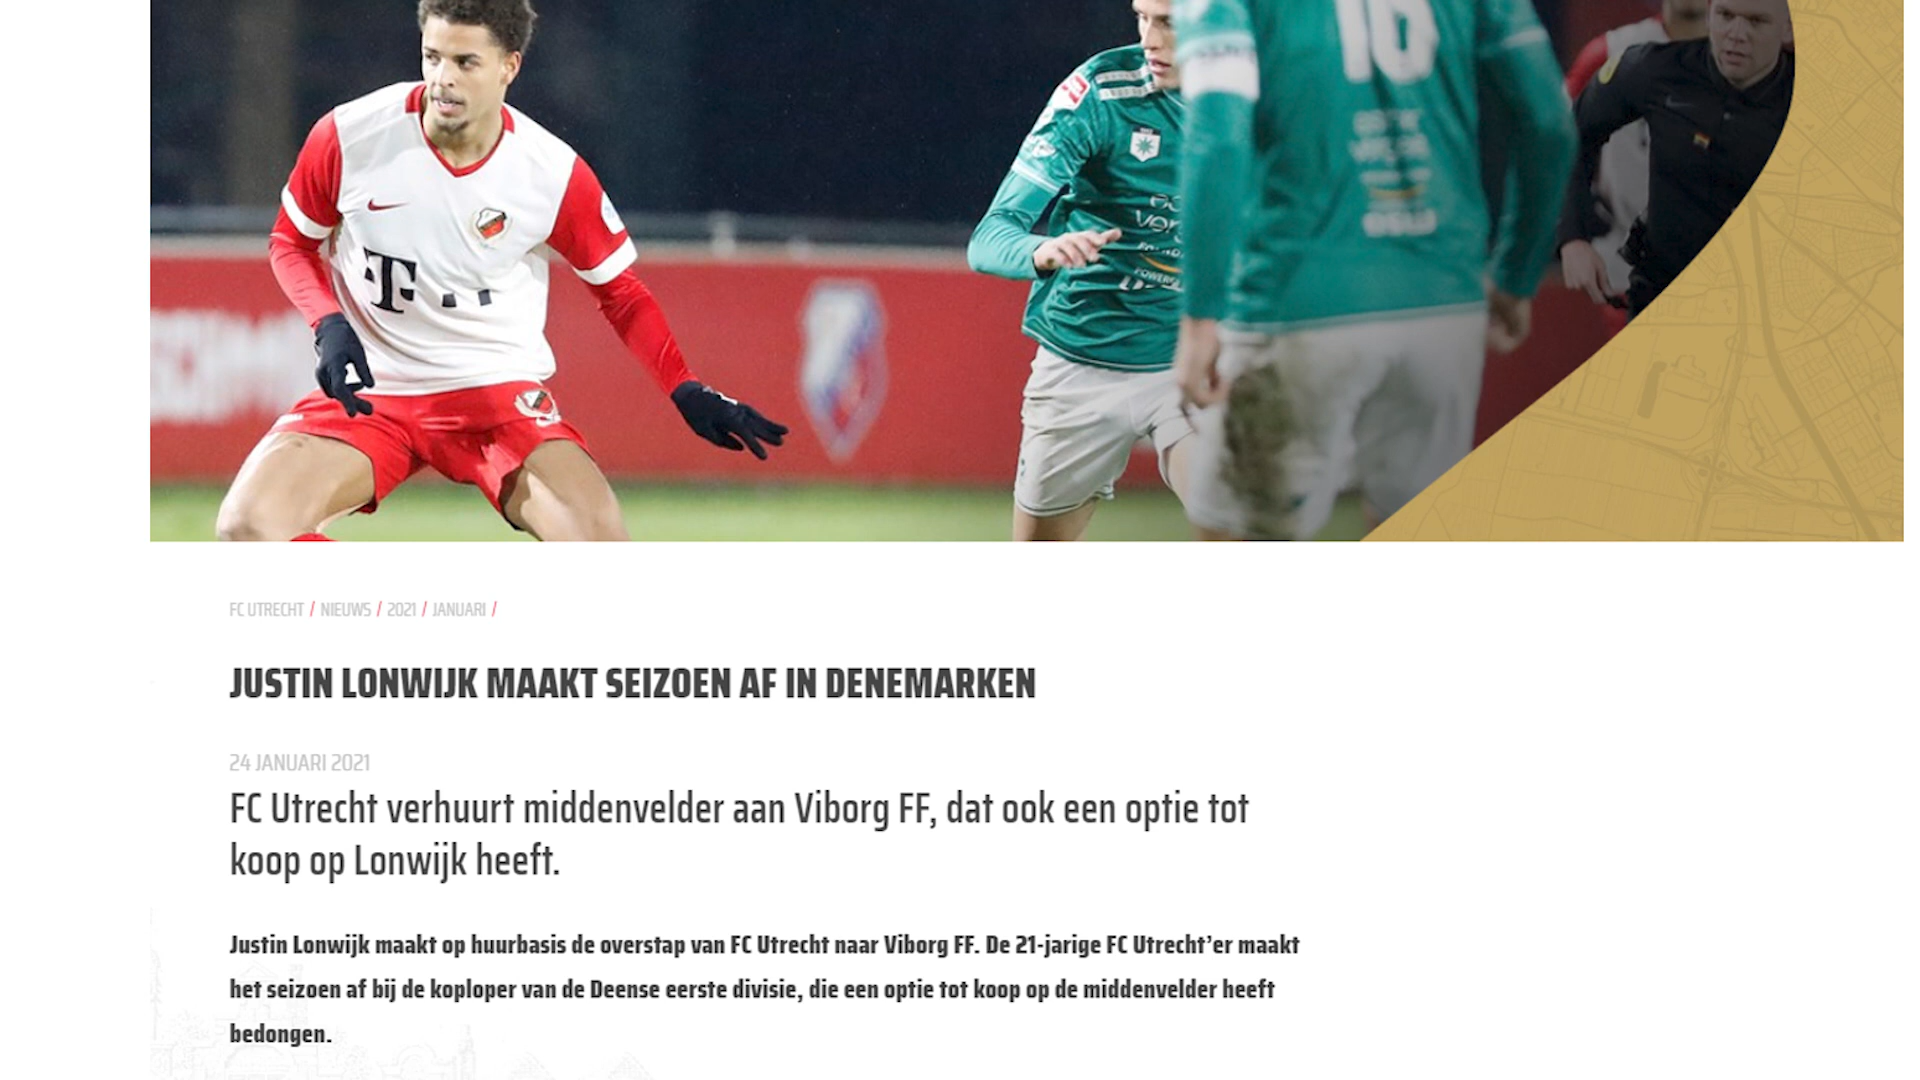 16
T
FC UTRECHT / NIEUWS / 2021 / JANUARI /
JUSTIN LONWIJK MAAKT SEIZOEN AF IN DENEMARKEN
24 JANUARI 2021
FC Utrecht verhuurt middenvelder aan Viborg FF, dat ook een optie tot
koop op Lonwijk heeft.
Justin Lonwijk maakt op huurbasis de overstap van FC Utrecht naar Viborg FF. De 21-jarige FC Utrecht’er maakt
het seizoen af bij de koploper van de Deense eerste divisie, die een optie tot koop op de middenvelder heeft
bedongen.